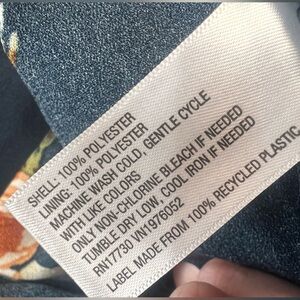 SHELL: 100% POLYESTER
LINING: 100% POLYESTER
MACHINE WASH COLD, GENTLE CYCLE
WITH LIKE COLORS
ONLY NON-CHLORINE BLEACH IF NEEDED
TUMBLE DRY LOW, COOL IRON IF NEEDED
RN17730 VN1976052
LABEL MADE FROM 100% RECYCLED PLASTIC